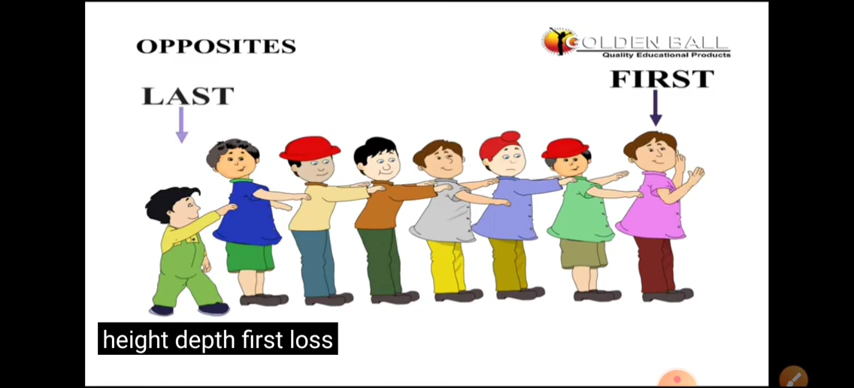 OPPOSITES
GOLDEN BALL
Quality Educational Products
LAST
FIRST
height depth first loss